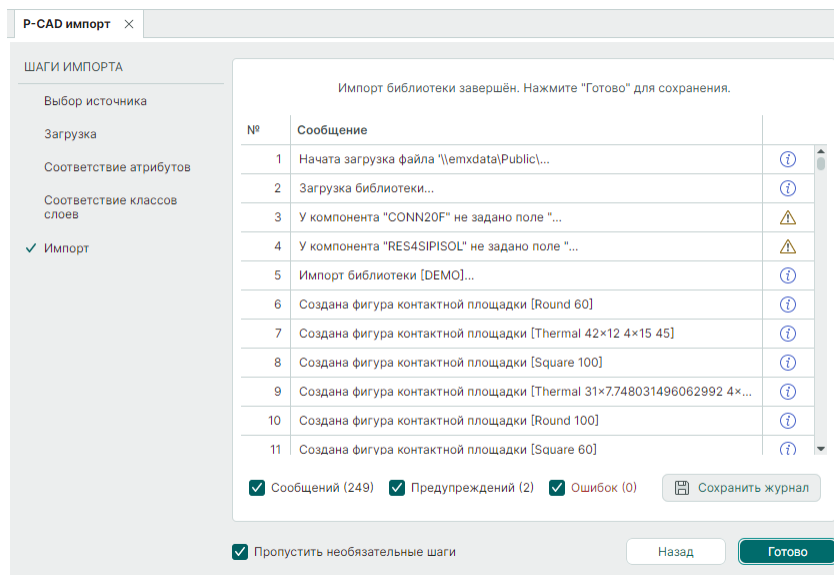 P-CAD импорт
ШАГИ ИМПОРТА
Выбор источника
Загрузка
Соответствие атрибутов
Соответствие классов
слоев
Импорт
Импорт библиотеки завершён. Нажмите "Готово" для сохранения.
№ Сообщение
1 Начата загрузка файла '\\emxdata\Public\...
2 Загрузка библиотеки...
3 У компонента "CONN20F" не задано поле "...
4 У компонента "RES4SIPISOL" не задано поле "...
5 Импорт библиотеки [DEMO]...
6 Создана фигура контактной площадки [Round 60]
7 Создана фигура контактной площадки [Thermal 42×12 4×15 45]
8 Создана фигура контактной площадки [Square 100]
9 Создана фигура контактной площадки [Thermal 31×7.748031496062992 4×...
10 Создана фигура контактной площадки [Round 100]
11 Создана фигура контактной площадки [Square 60]
Сообщений (249) Предупреждений (2) Ошибок (0) Сохранить журнал
Пропустить необязательные шаги Назад Готово